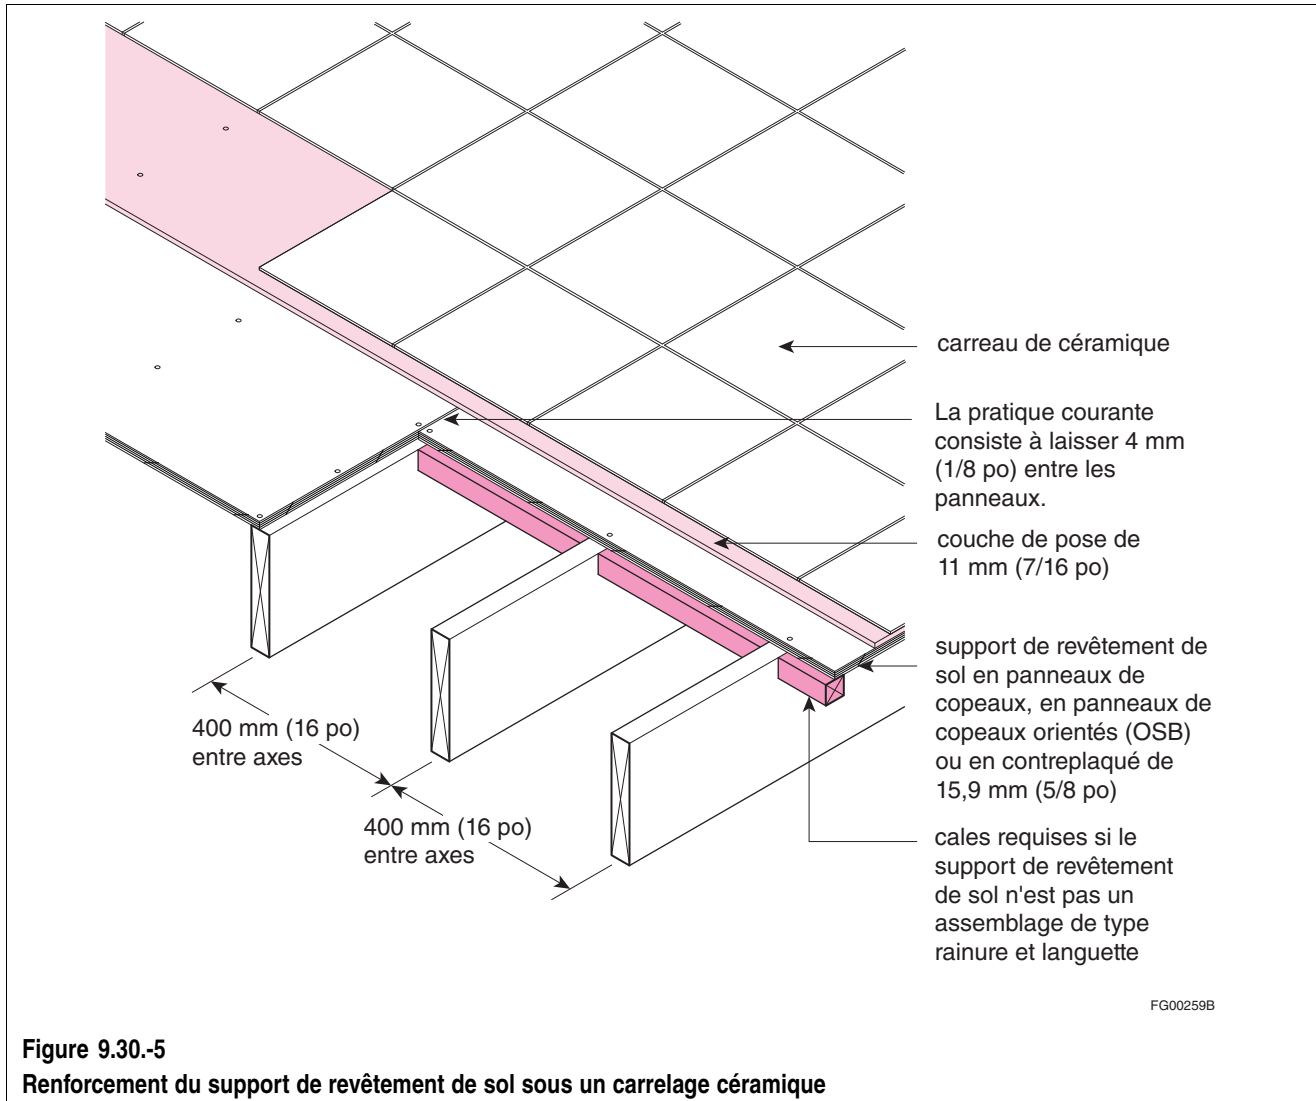 carreau de céramique
La pratique courante
consiste à laisser 4 mm
(1/8 po) entre les
panneaux.
couche de pose de
11 mm (7/16 po)
support de revêtement de
sol en panneaux de
copeaux, en panneaux de
copeaux orientés (OSB)
ou en contreplaqué de
15,9 mm (5/8 po)
cales requises si le
support de revêtement
de sol n'est pas un
assemblage de type
rainure et languette
400 mm (16 po)
entre axes
400 mm (16 po)
entre axes
FG00259B
Figure 9.30.-5
Renforcement du support de revêtement de sol sous un carrelage céramique